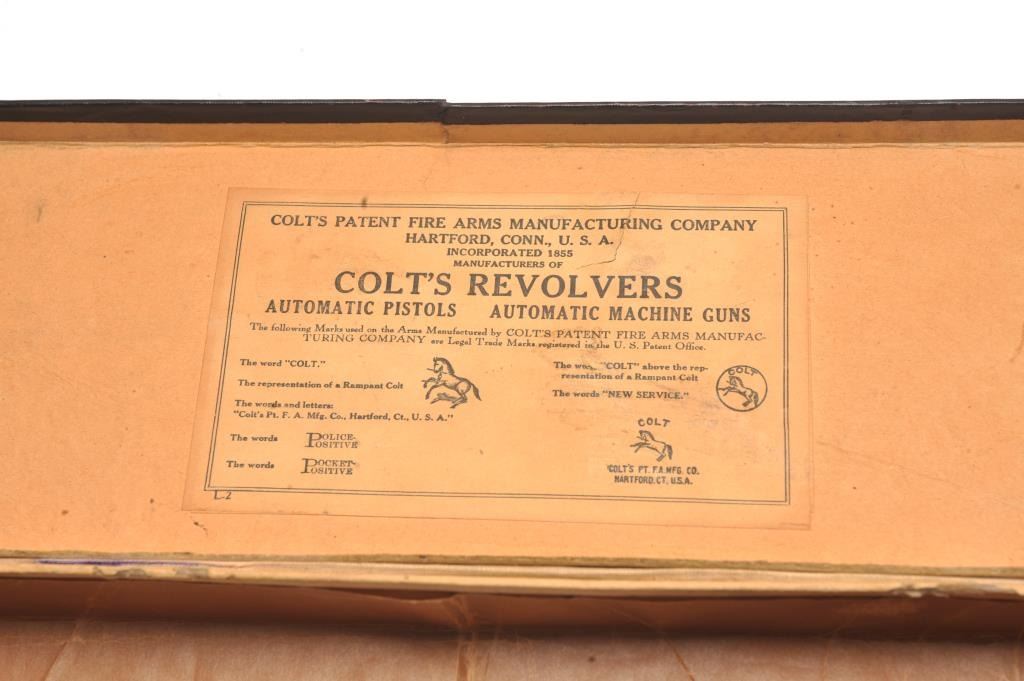 COLT'S PATENT FIRE ARMS MANUFACTURING COMPANY
HARTFORD, CONN., U. S. A.
INCORPORATED 1855
MANUFACTURERS OF
COLT'S REVOLVERS
AUTOMATIC PISTOLS AUTOMATIC MACHINE GUNS
The following Marks used on the Arms Manufactured by COLT'S PATENT FIRE ARMS MANUFAC-
TURING COMPANY are Legal Trade Marks registered in the U. S. Patent Office.
The word "COLT."
The representation of a Rampant Colt
The words and letters:
"Colt's Pt. F. A. Mfg. Co., Hartford, Ct., U. S. A."
The words POLICE-
POSITIVE
The words POCKET-
POSITIVE
The "COLT" above the rep-
resentation of a Rampant Colt
The words "NEW SERVICE."
COLT
COLT
COLT'S PT. F.A. MFG. CO.
HARTFORD. CT. U.S.A.
L-2